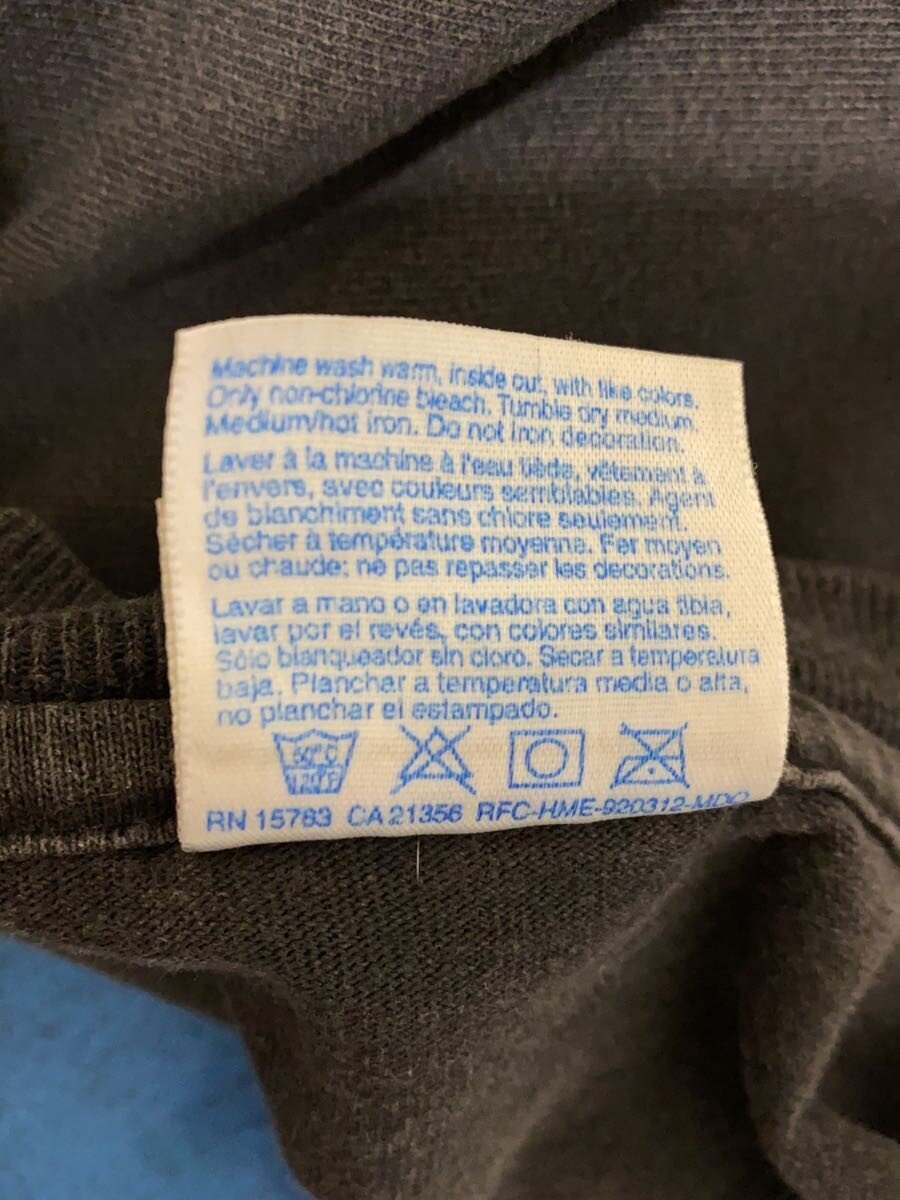 Machine wash warm, inside out, with like colors.
Only non-chlorine bleach. Tumble dry medium.
Medium/hot iron. Do not iron decoration.
Laver à la machine à l'eau tiède, vêtement à
l'envers, avec couleurs semblables. Agent
de blanchiment sans chlore seulement.
Sécher à température moyenne. Fer moyen
ou chaude; ne pas repasser les decorations.
Lavar a mano o en lavadora con agua tibia,
lavar por el revés, con colores similares.
Sólo blanqueador sin cloro. Secar a temperatura
baja. Planchar a temperatura media o alta,
no planchar el estampado.
50°C
120°F
RN 15763 CA 21356 RFC-HME-920312-MDC